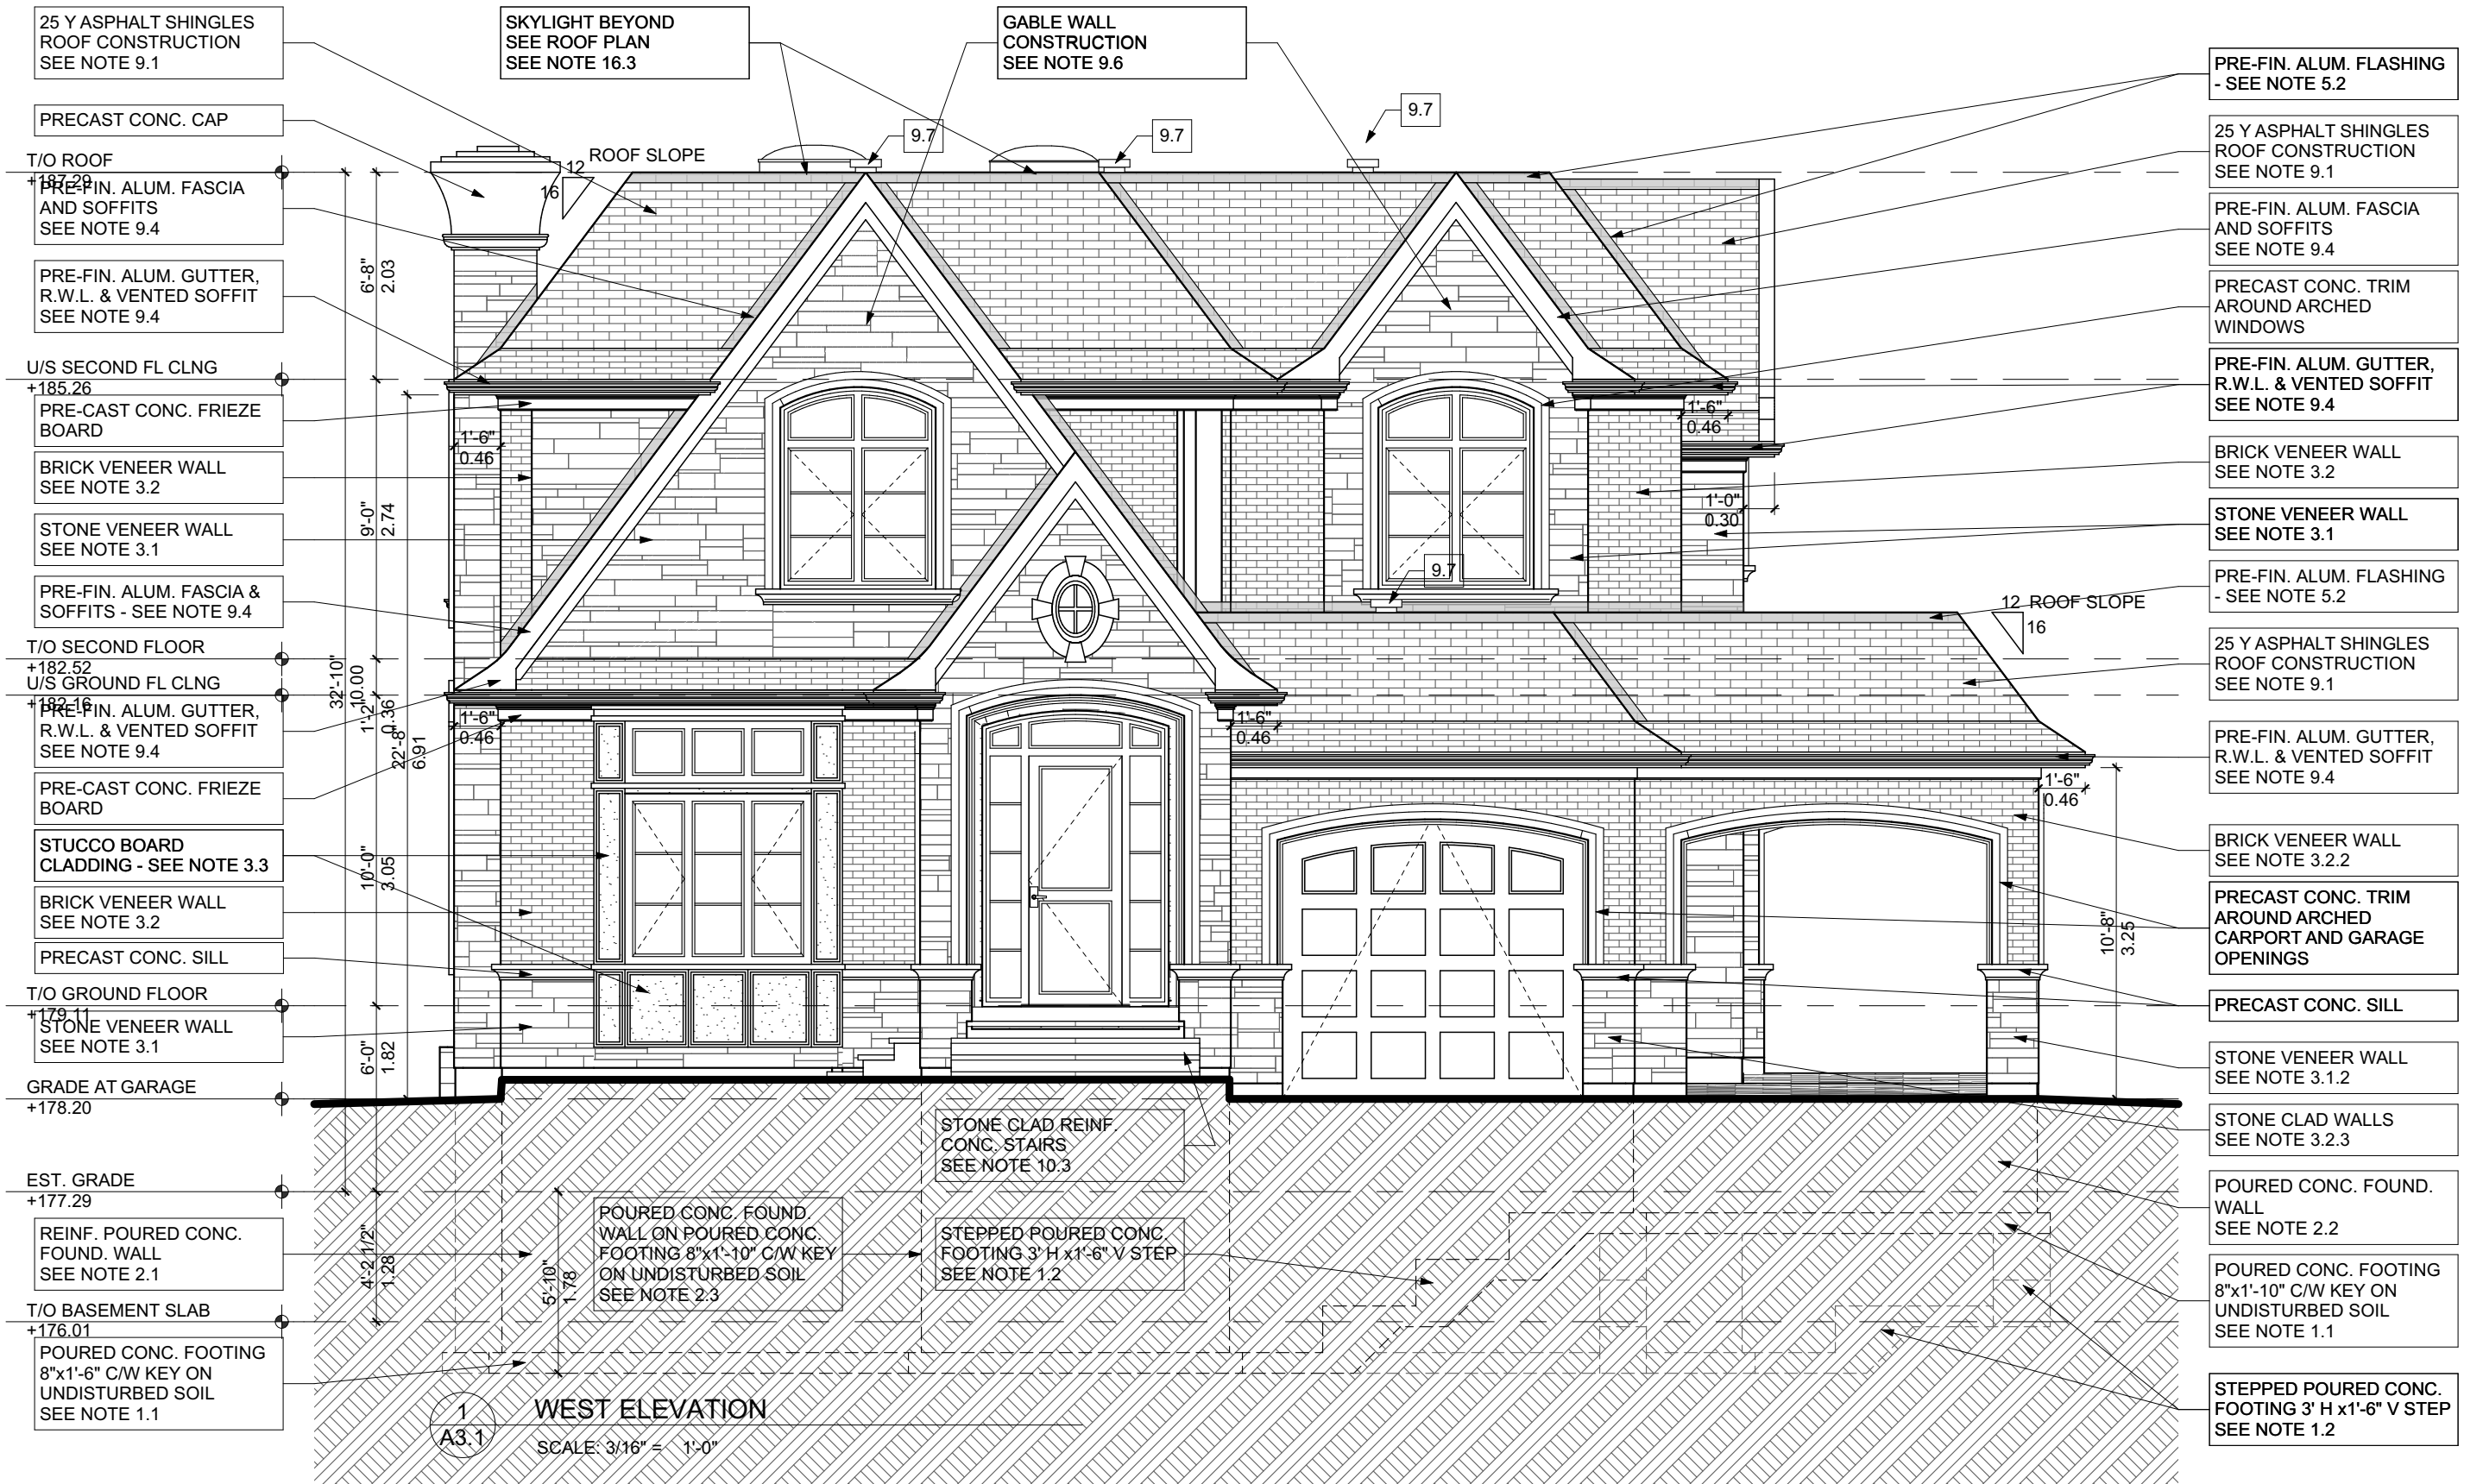 25 Y ASPHALT SHINGLES
ROOF CONSTRUCTION
SEE NOTE 9.1
PRECAST CONC. CAP
T/O ROOF
+187.29
PRE-FIN. ALUM. FASCIA
AND SOFFITS
SEE NOTE 9.4
PRE-FIN. ALUM. GUTTER,
R.W.L. & VENTED SOFFIT
SEE NOTE 9.4
U/S SECOND FL CLNG
+185.26
PRE-CAST CONC. FRIEZE
BOARD
BRICK VENEER WALL
SEE NOTE 3.2
STONE VENEER WALL
SEE NOTE 3.1
PRE-FIN. ALUM. FASCIA &
SOFFITS - SEE NOTE 9.4
T/O SECOND FLOOR
+182.52
U/S GROUND FL CLNG
+182.16
PRE-FIN. ALUM. GUTTER,
R.W.L. & VENTED SOFFIT
SEE NOTE 9.4
PRE-CAST CONC. FRIEZE
BOARD
STUCCO BOARD
CLADDING - SEE NOTE 3.3
BRICK VENEER WALL
SEE NOTE 3.2
PRECAST CONC. SILL
T/O GROUND FLOOR
+179.11
STONE VENEER WALL
SEE NOTE 3.1
GRADE AT GARAGE
+178.20
EST. GRADE
+177.29
REINF. POURED CONC.
FOUND. WALL
SEE NOTE 2.1
T/O BASEMENT SLAB
+176.01
POURED CONC. FOOTING
8"x1'-6" C/W KEY ON
UNDISTURBED SOIL
SEE NOTE 1.1
SKYLIGHT BEYOND
SEE ROOF PLAN
SEE NOTE 16.3
GABLE WALL
CONSTRUCTION
SEE NOTE 9.6
9.7
9.7
9.7
9.7
12
ROOF SLOPE
16
6'-8"
2.03
9'-0"
2.74
32'-10"
10.00
1'-2"
0.36
22'-8"
6.91
10'-0"
3.05
6'-0"
1.82
4'-2 1/2"
1.28
5'-10"
1.78
1'-6"
0.46
1'-6"
0.46
1'-6"
0.46
1'-6"
0.46
1'-0"
0.30
12 ROOF SLOPE
16
1'-6"
0.46
10'-8"
3.25
STONE CLAD REINF.
CONC. STAIRS
SEE NOTE 10.3
POURED CONC. FOUND.
WALL ON POURED CONC.
FOOTING 8"x1'-10" C/W KEY
ON UNDISTURBED SOIL
SEE NOTE 2.3
STEPPED POURED CONC.
FOOTING 3' H x1'-6" V STEP
SEE NOTE 1.2
PRE-FIN. ALUM. FLASHING
- SEE NOTE 5.2
25 Y ASPHALT SHINGLES
ROOF CONSTRUCTION
SEE NOTE 9.1
PRE-FIN. ALUM. FASCIA
AND SOFFITS
SEE NOTE 9.4
PRECAST CONC. TRIM
AROUND ARCHED
WINDOWS
PRE-FIN. ALUM. GUTTER,
R.W.L. & VENTED SOFFIT
SEE NOTE 9.4
BRICK VENEER WALL
SEE NOTE 3.2
STONE VENEER WALL
SEE NOTE 3.1
PRE-FIN. ALUM. FLASHING
- SEE NOTE 5.2
25 Y ASPHALT SHINGLES
ROOF CONSTRUCTION
SEE NOTE 9.1
PRE-FIN. ALUM. GUTTER,
R.W.L. & VENTED SOFFIT
SEE NOTE 9.4
BRICK VENEER WALL
SEE NOTE 3.2.2
PRECAST CONC. TRIM
AROUND ARCHED
CARPORT AND GARAGE
OPENINGS
PRECAST CONC. SILL
STONE VENEER WALL
SEE NOTE 3.1.2
STONE CLAD WALLS
SEE NOTE 3.2.3
POURED CONC. FOUND.
WALL
SEE NOTE 2.2
POURED CONC. FOOTING
8"x1'-10" C/W KEY ON
UNDISTURBED SOIL
SEE NOTE 1.1
STEPPED POURED CONC.
FOOTING 3' H x1'-6" V STEP
SEE NOTE 1.2
1
A3.1
WEST ELEVATION
SCALE: 3/16" = 1'-0"